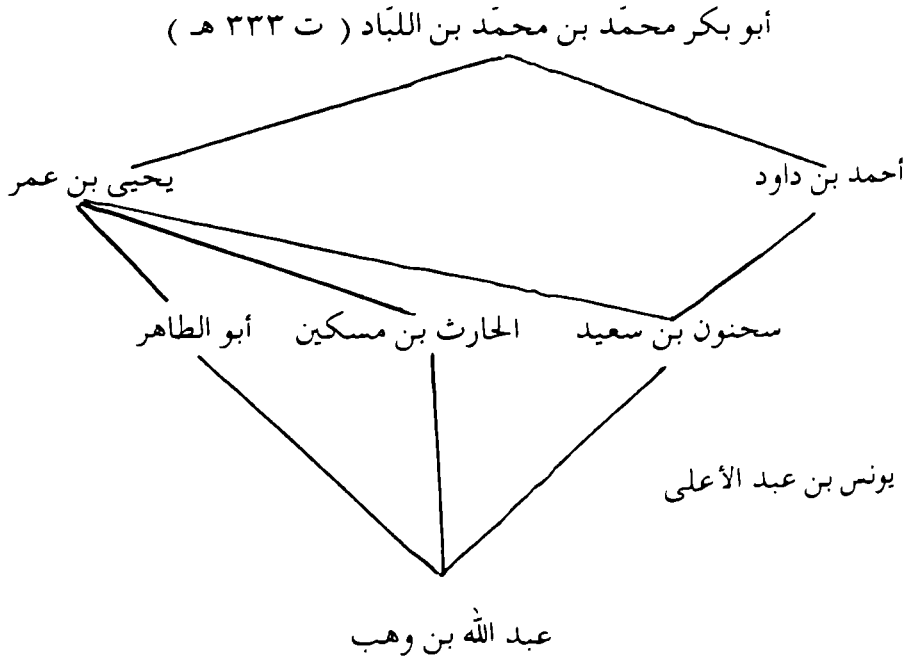 أبو بكر محمّد بن محمّد بن اللبّاد ( ت ٣٣٣ هـ )
أحمد بن داود يحيى بن عمر
سحنون بن سعيد الحارث بن مسكين أبو الطاهر
يونس بن عبد الأعلى
عبد الله بن وهب